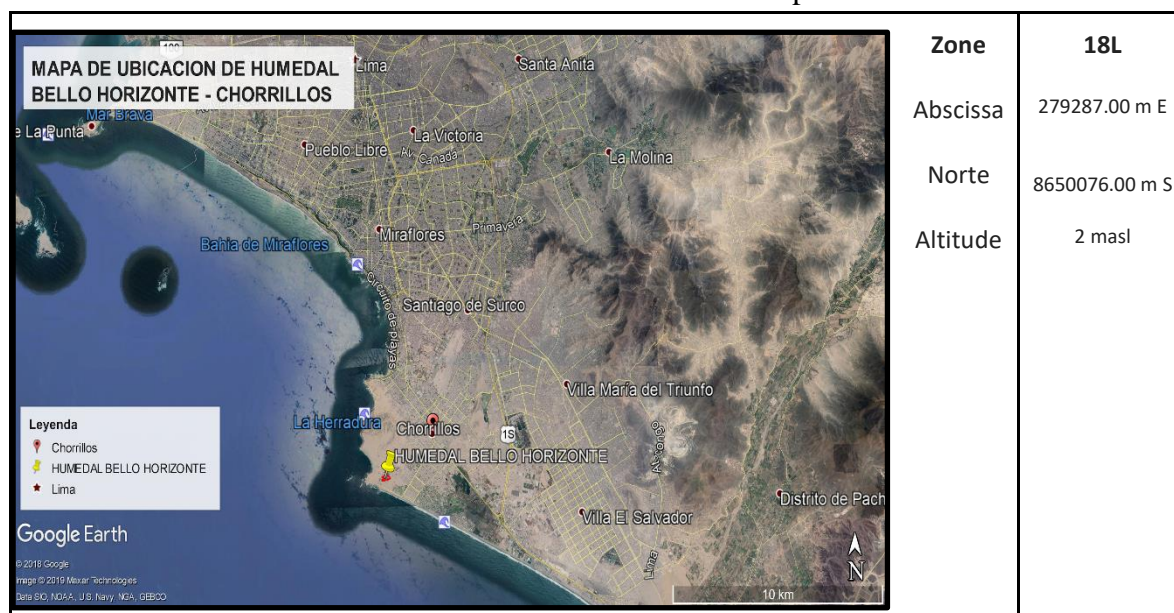 MAPA DE UBICACION DE HUMEDAL
BELLO HORIZONTE - CHORRILLOS
Lima
Santa Anita
Mar Brava
e La Punta
La Victoria
Pueblo Libre
Av. Canadá
La Molina
Primavera
Miraflores
Bahia de Miraflores
Circuito de playas
Santiago de Surco
Villa María del Triunfo
La Herradura
Chorrillos
1S
HUMEDAL BELLO HORIZONTE
Villa El Salvador
Distrito de Pach
Lima
Leyenda
Chorrillos
HUMEDAL BELLO HORIZONTE
Lima
Google Earth
© 2018 Google
Image © 2019 Maxar Technologies
Data SIO, NOAA, U.S. Navy, NGA, GEBCO
N
10 km
Zone 18L
Abscissa 279287.00 m E
Norte 8650076.00 m S
Altitude 2 masl